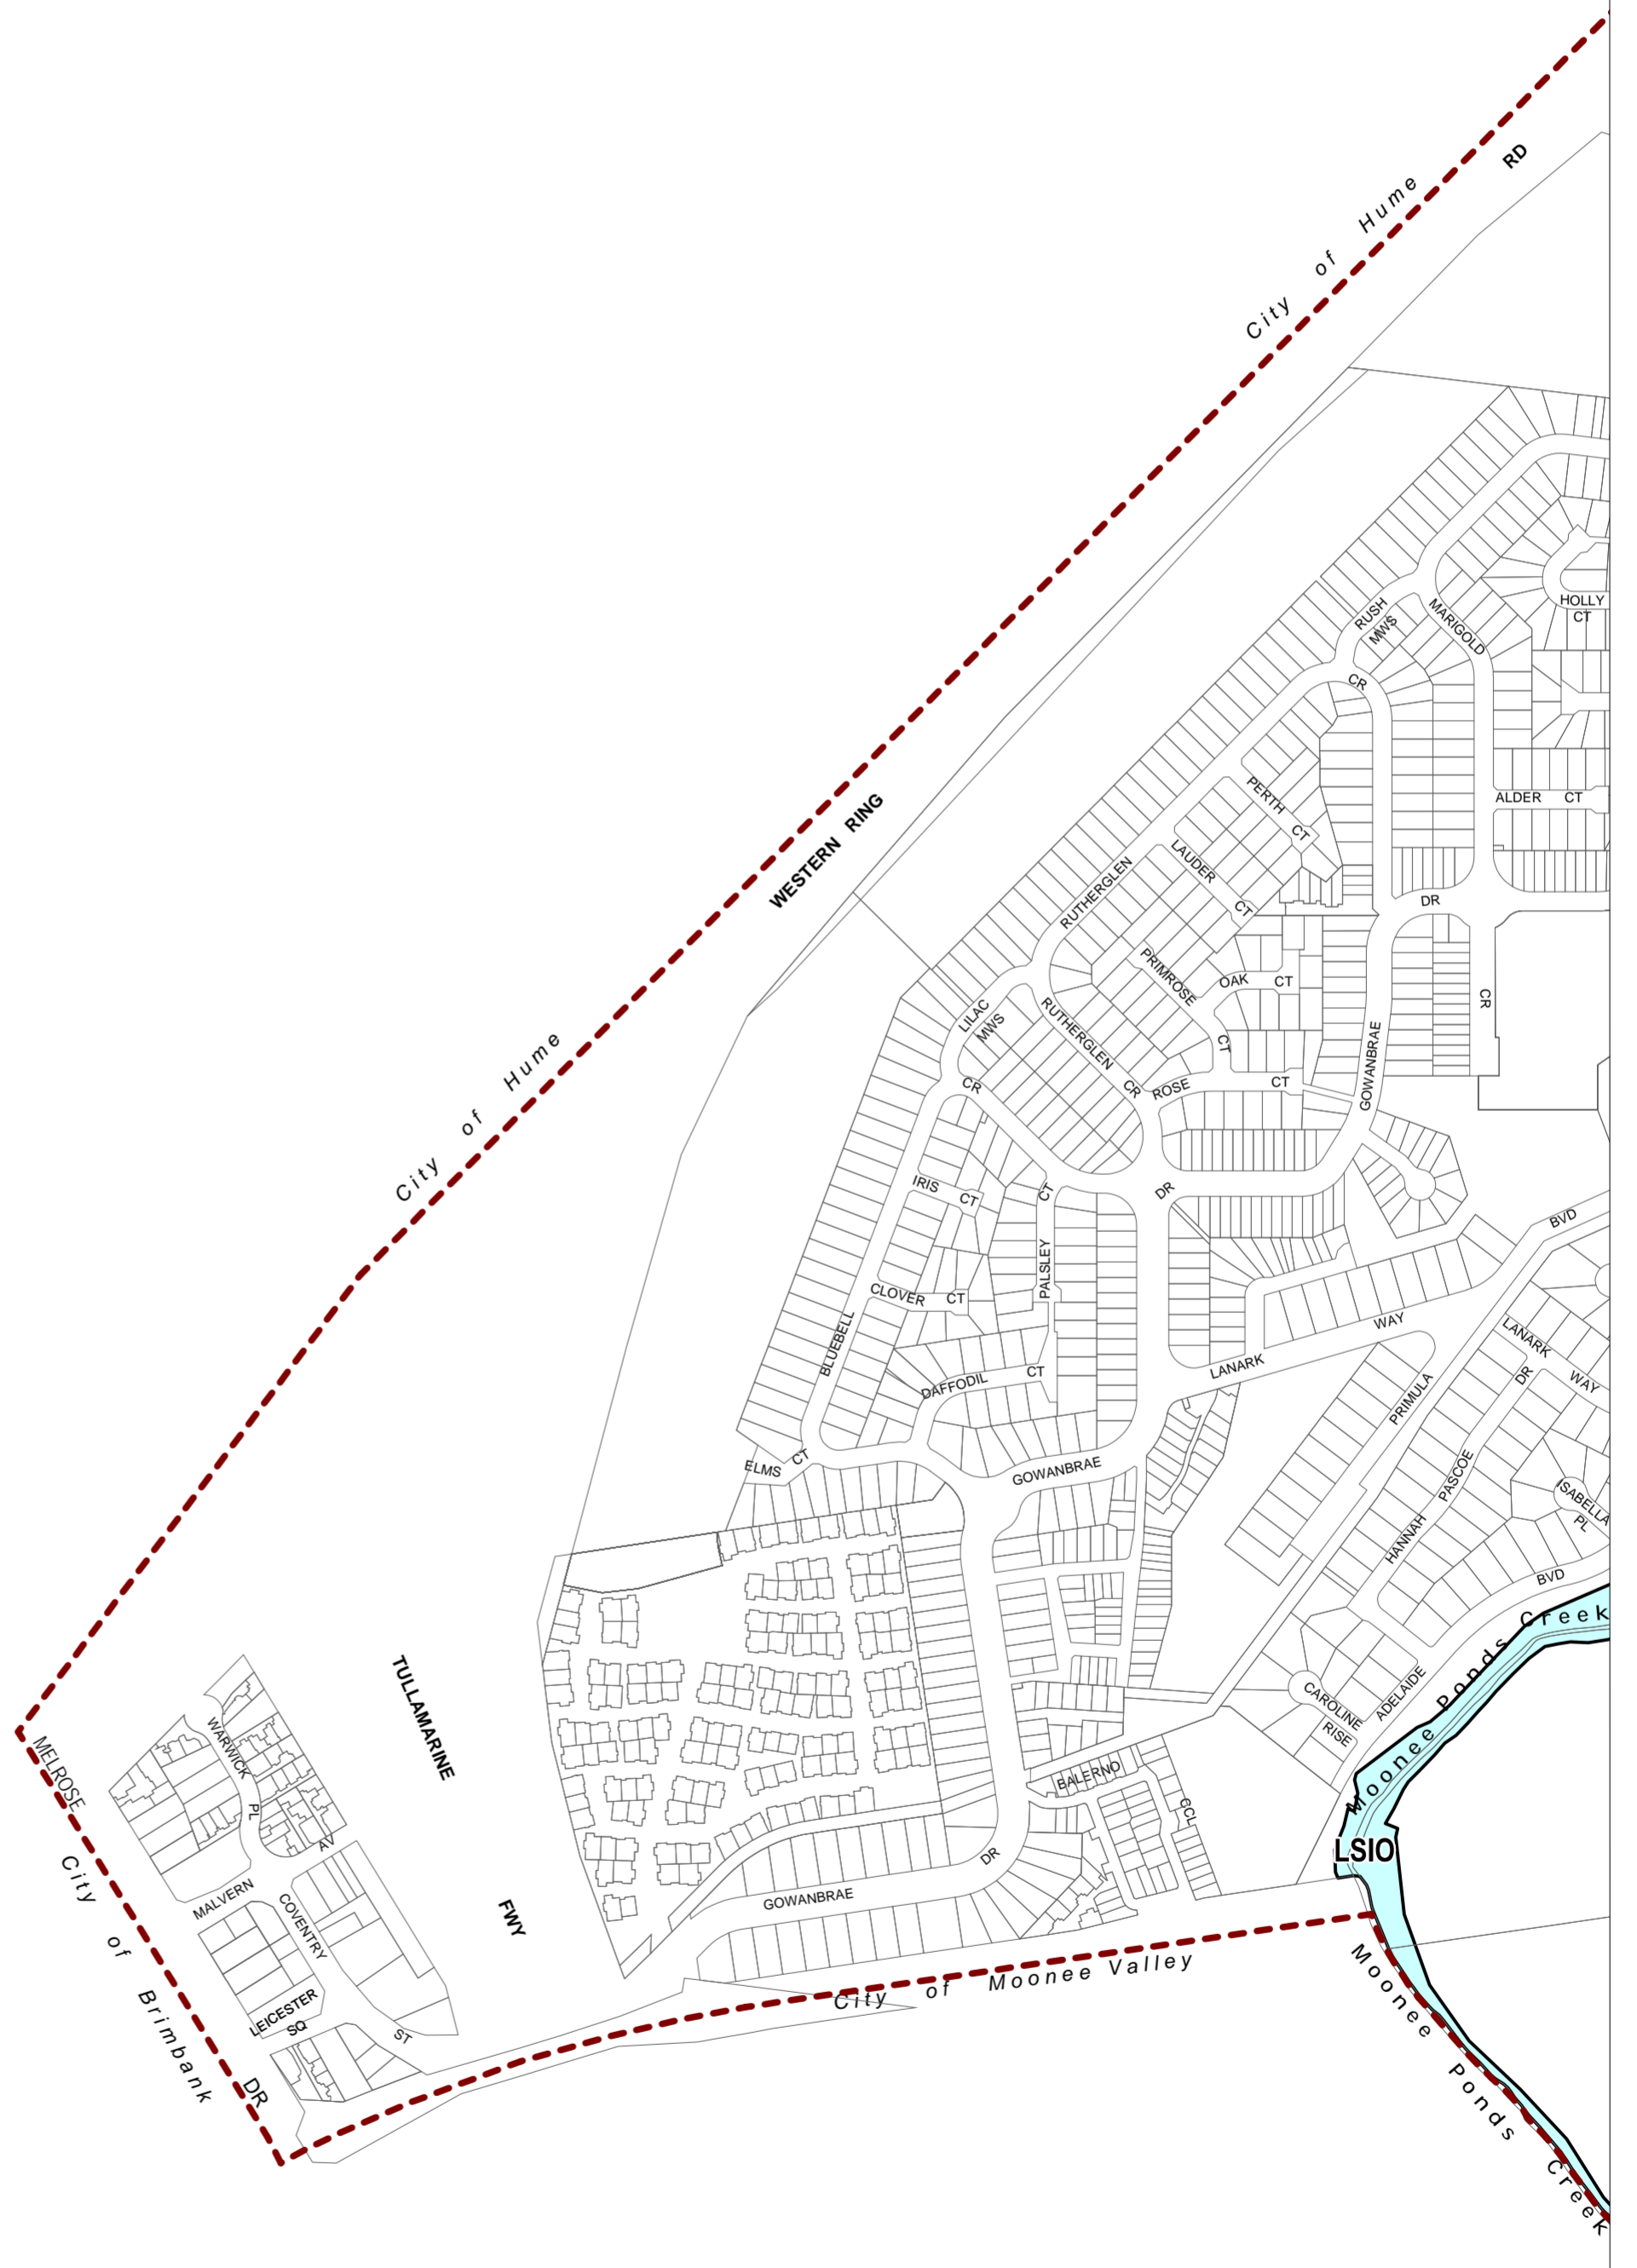 RD
City of Hume
HOLLY
CT
RUSH
MWS
MARIGOLD
CR
PERTH CT
ALDER CT
WESTERN RING
LAUDER CT
RUTHERGLEN
DR
PRIMROSE
CT
OAK CT
CR
LILAC
MWS
RUTHERGLEN CR
CR
ROSE CT
GOWANBRAE
DR
City of Hume
IRIS CT
CT
PALSLEY
BVD
CLOVER CT
BLUEBELL
LANARK WAY
LANARK WAY
DAFFODIL CT
PRIMULA
HANNAH PASCOE DR
ELMS CT
GOWANBRAE
ISABELLA
PL
BVD
Moonee Ponds Creek
CAROLINE
RISE
ADELAIDE
TULLAMARINE
FWY
WARWICK
PL
MELROSE
BALERNO
CCL
AV
LSIO
MALVERN
COVENTRY
DR
GOWANBRAE
City of Brimbank
City of Moonee Valley
LEICESTER
SQ
ST
DR
Moonee Ponds Creek